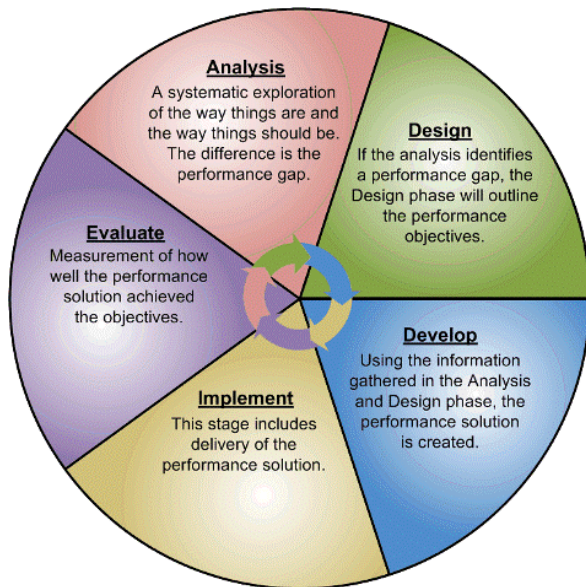 Analysis
A systematic exploration
of the way things are and
the way things should be.
The difference is the
performance gap.
Design
If the analysis identifies
a performance gap, the
Design phase will outline
the performance
objectives.
Develop
Using the information
gathered in the Analysis
and Design phase, the
performance solution
is created.
Implement
This stage includes
delivery of the
performance solution.
Evaluate
Measurement of how
well the performance
solution achieved
the objectives.